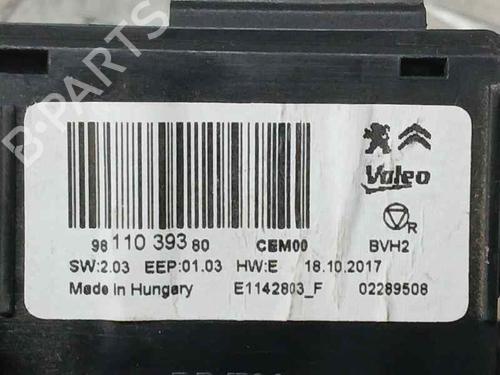 B-PARTS
Valeo
R
98 110 393 80 CEM00 BVH2
SW:2.03 EEP:01.03 HW:E 18.10.2017
Made in Hungary E1142803_F 02289508